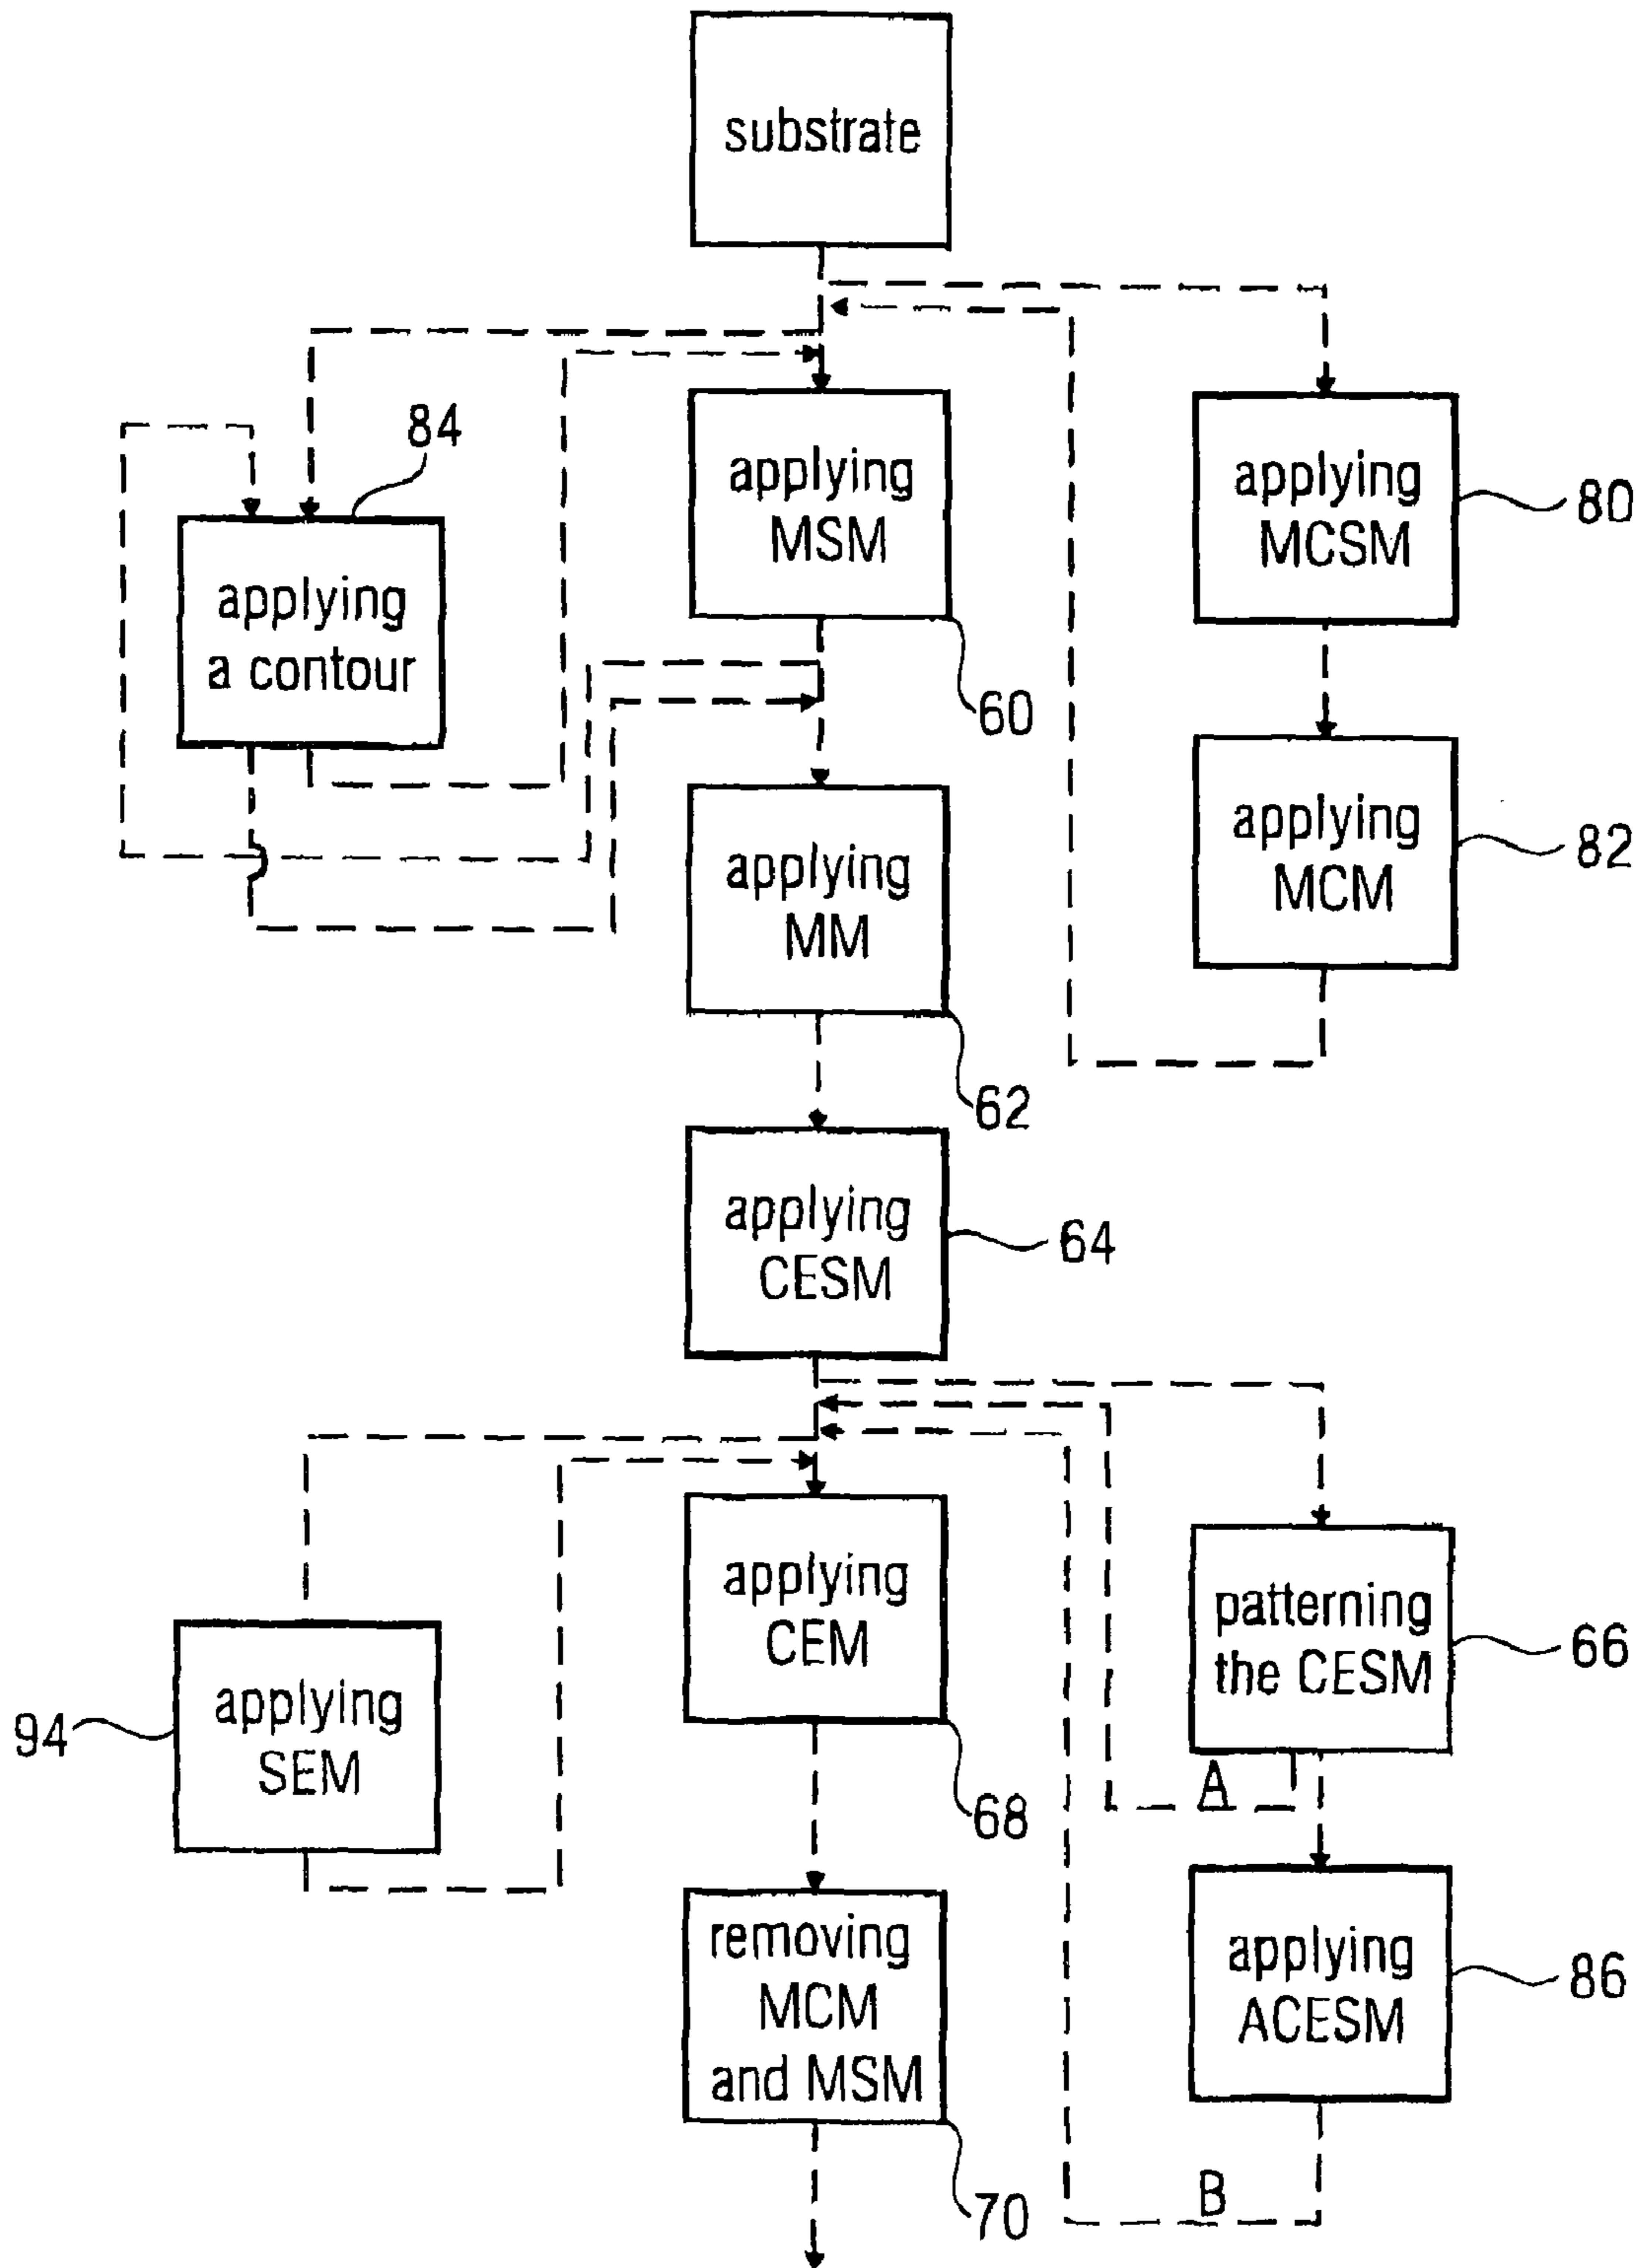 substrate
84
applying
MSM
60
applying
MCSM
80
applying
a contour
applying
MM
62
applying
MCM
82
applying
CESM
64
applying
CEM
68
patterning
the CESM
66
A
94
applying
SEM
removing
MCM
and MSM
70
applying
ACESM
86
B